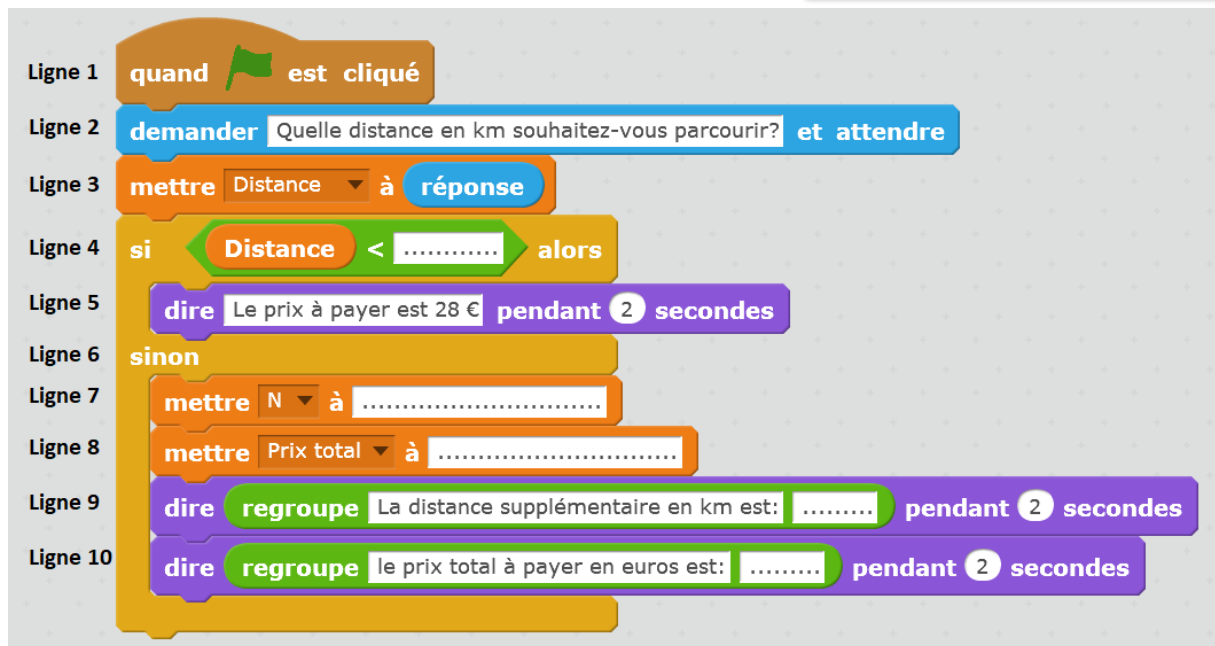 Ligne 1 quand est cliqué
Ligne 2 demander Quelle distance en km souhaitez-vous parcourir? et attendre
Ligne 3 mettre Distance à réponse
Ligne 4 si Distance < ............. alors
Ligne 5 dire Le prix à payer est 28 € pendant 2 secondes
Ligne 6 sinon
Ligne 7 mettre N à ..............................
Ligne 8 mettre Prix total à ..............................
Ligne 9 dire regroupe La distance supplémentaire en km est: ......... pendant 2 secondes
Ligne 10 dire regroupe le prix total à payer en euros est: ......... pendant 2 secondes